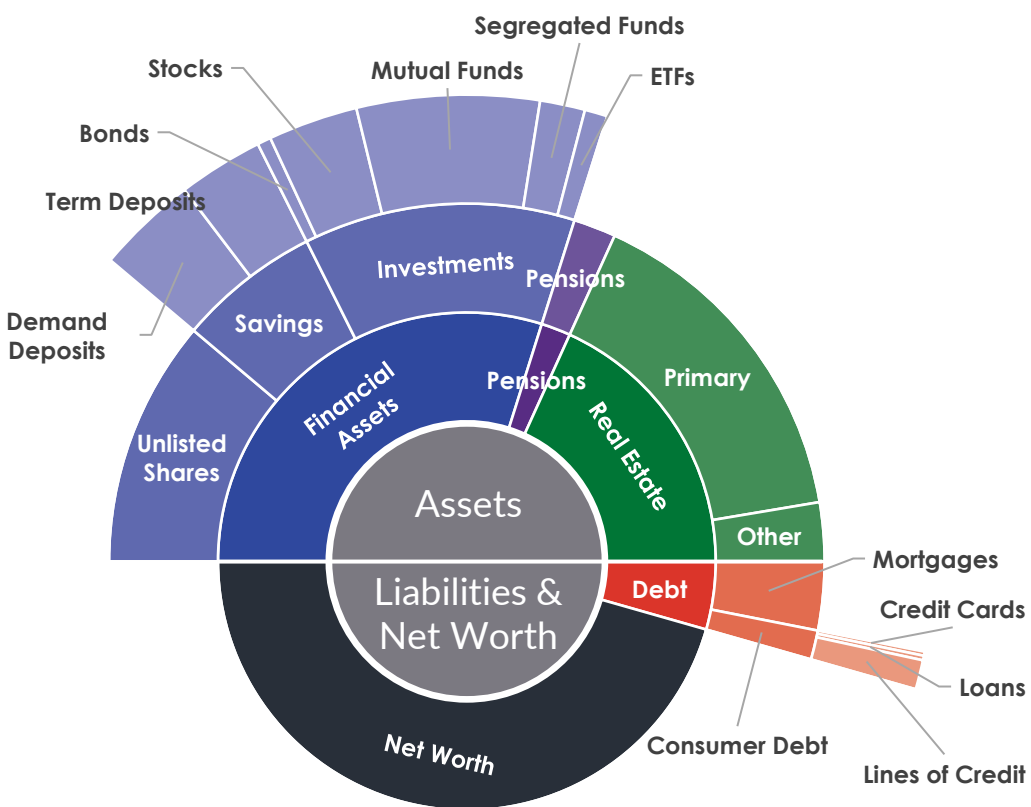 Segregated Funds
Stocks
Mutual Funds
ETFs
Bonds
Term Deposits
Investments
Pensions
Demand
Deposits
Savings
Primary
Pensions
Financial
Assets
Real Estate
Unlisted
Shares
Assets
Other
Mortgages
Liabilities &
Net Worth
Debt
Credit Cards
Loans
Consumer Debt
Net Worth
Lines of Credit